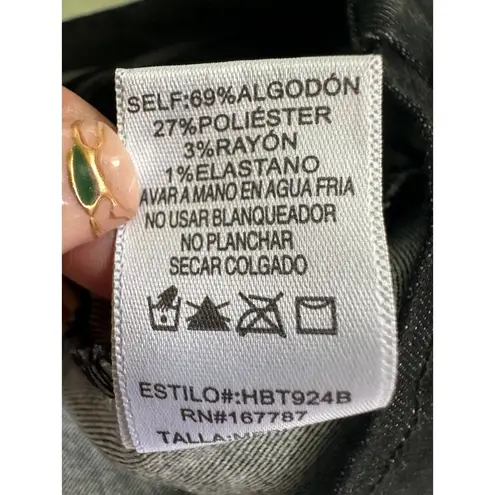 SELF:69%ALGODÓN
27%POLIÉSTER
3%RAYÓN
1%ELASTANO
AVAR A MANO EN AGUA FRIA
NO USAR BLANQUEADOR
NO PLANCHAR
SECAR COLGADO
ESTILO#:HBT924B
RN#167787
TALLA: